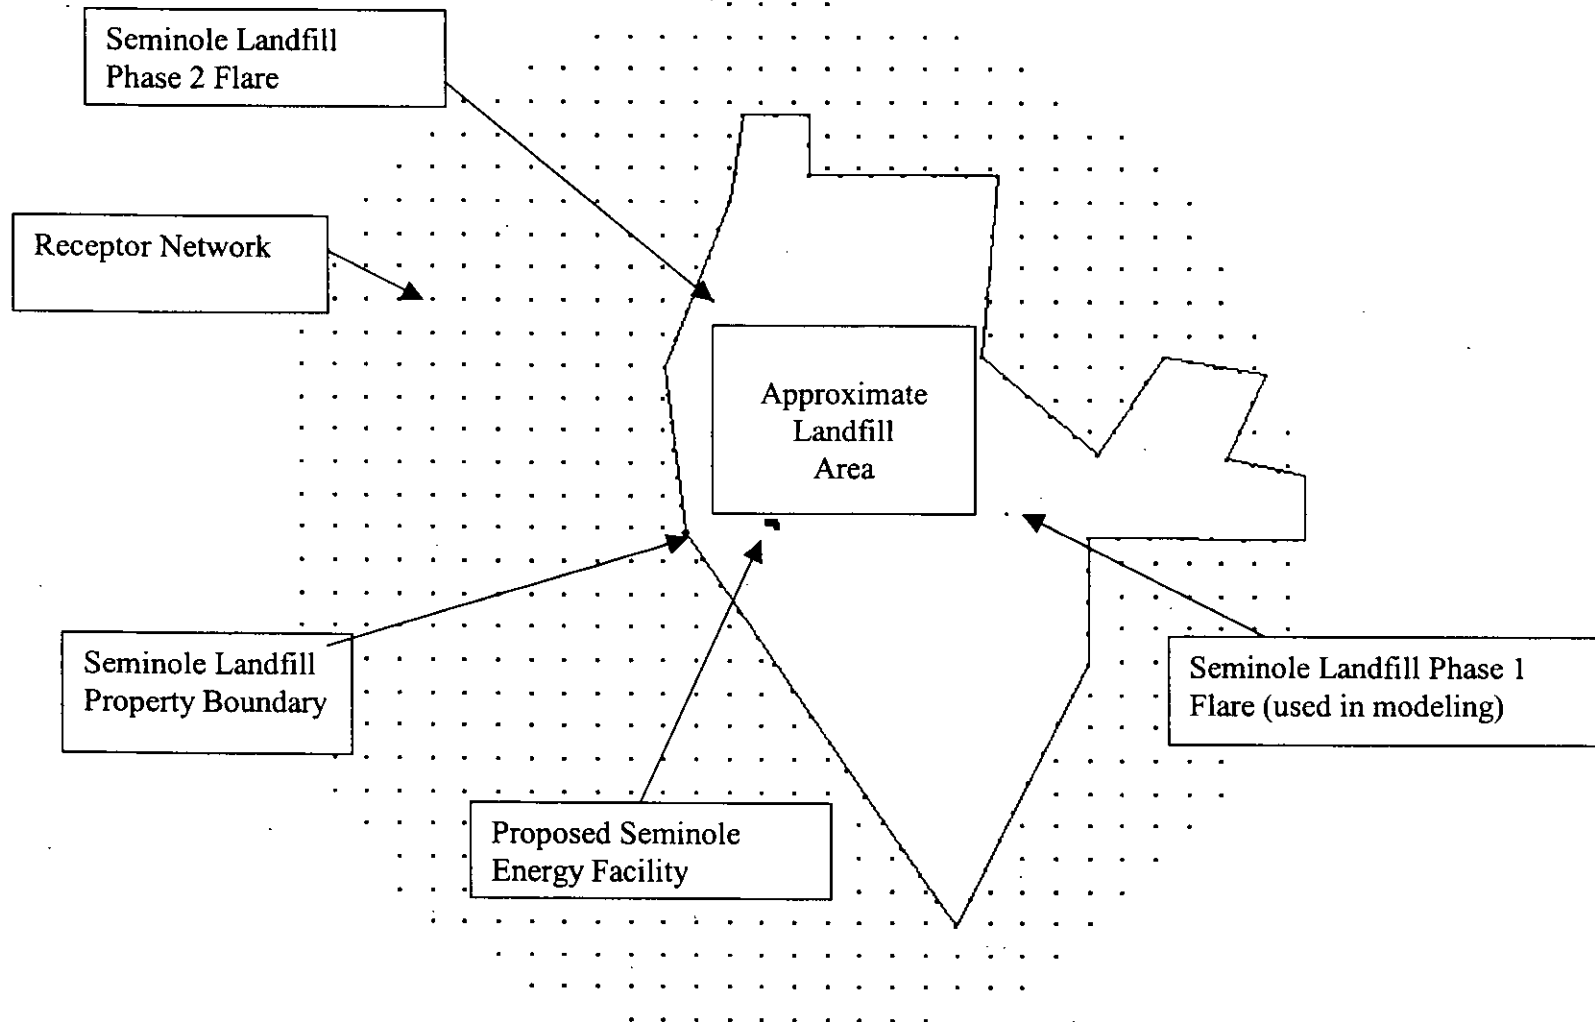 Seminole Landfill
Phase 2 Flare
Receptor Network
Approximate
Landfill
Area
Seminole Landfill
Property Boundary
Seminole Landfill Phase 1
Flare (used in modeling)
Proposed Seminole
Energy Facility